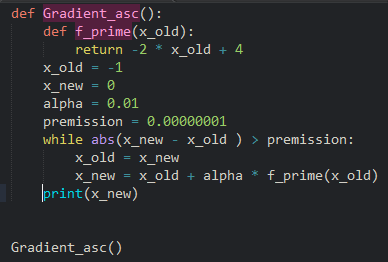 def Gradient_asc():
    def f_prime(x_old):
        return -2 * x_old + 4
    x_old = -1
    x_new = 0
    alpha = 0.01
    premission = 0.00000001
    while abs(x_new - x_old ) > premission:
        x_old = x_new
        x_new = x_old + alpha * f_prime(x_old)
    print(x_new)
Gradient_asc()